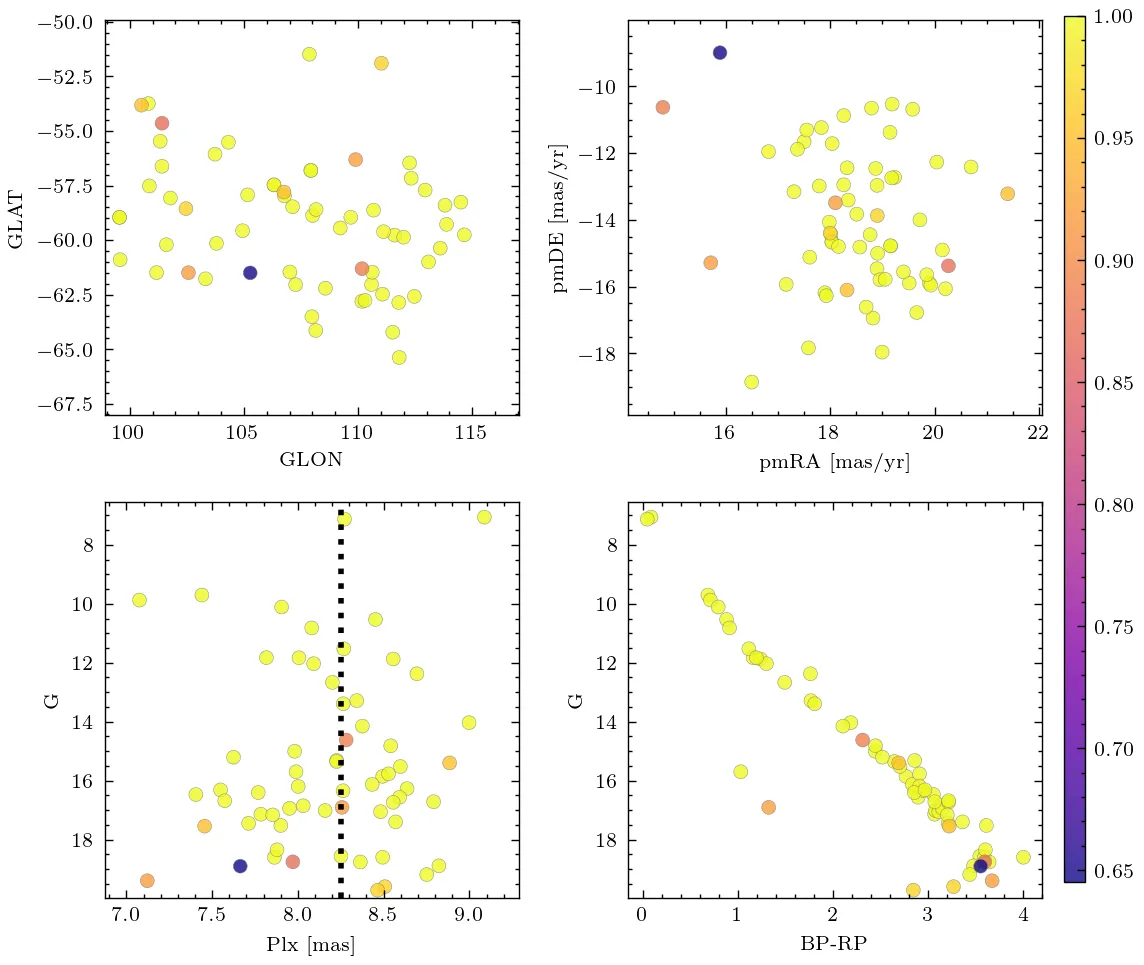 −50.0
−52.5
−55.0
−57.5
−60.0
−62.5
−65.0
−67.5
GLAT
100 105 110 115
GLON
−10
−12
−14
−16
−18
pmDE [mas/yr]
16 18 20 22
pmRA [mas/yr]
8
10
12
14
16
18
G
7.0 7.5 8.0 8.5 9.0
Plx [mas]
8
10
12
14
16
18
G
0 1 2 3 4
BP-RP
1.00
0.95
0.90
0.85
0.80
0.75
0.70
0.65